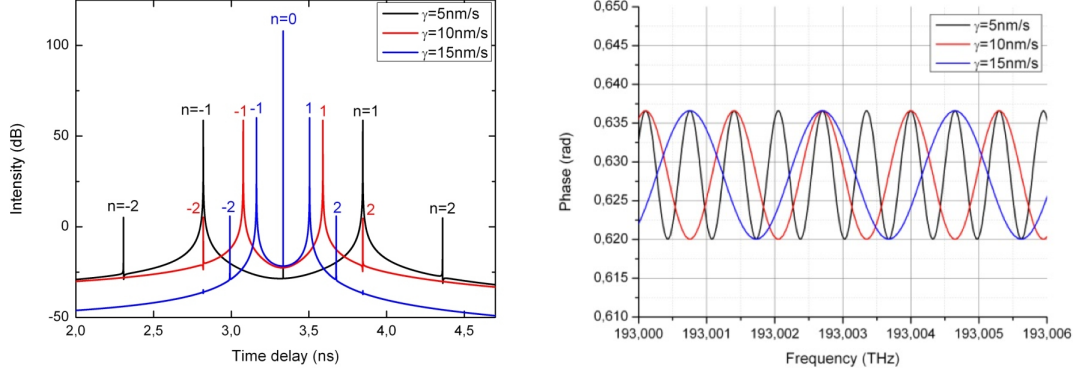 100
50
0
-50
Intensity (dB)
2,0 2,5 3,0 3,5 4,0 4,5
Time delay (ns)
n=0
γ=5nm/s
γ=10nm/s
γ=15nm/s
n=-1 -1 -1 1 1 n=1
n=-2 -2 -2 2 2 n=2
0,650
0,645
0,640
0,635
0,630
0,625
0,620
0,615
0,610
Phase (rad)
193,000 193,001 193,002 193,003 193,004 193,005 193,006
Frequency (THz)
γ=5nm/s
γ=10nm/s
γ=15nm/s